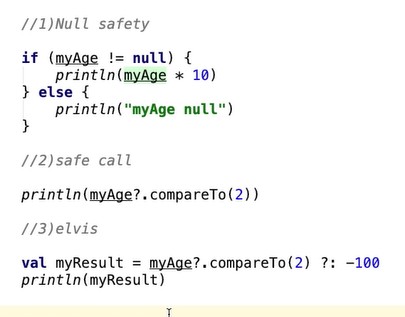 //1)Null safety
if (myAge != null) {
    println(myAge * 10)
} else {
    println("myAge null")
}
//2)safe call
println(myAge?.compareTo(2))
//3)elvis
val myResult = myAge?.compareTo(2) ?: -100
println(myResult)